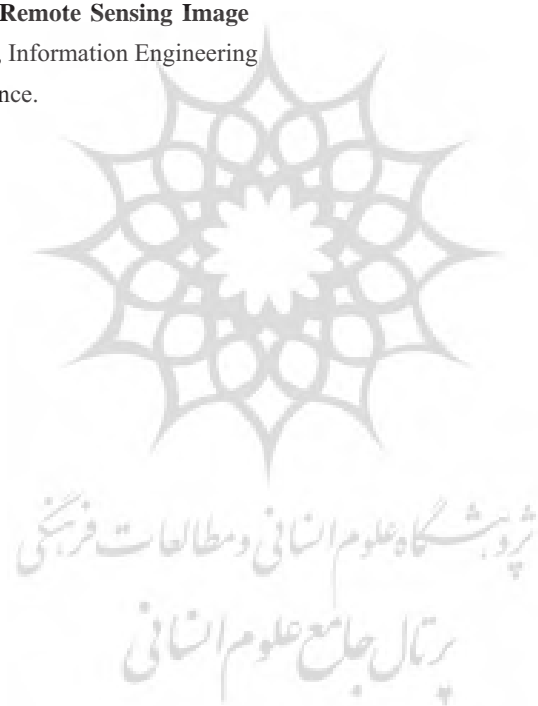 Remote Sensing Image
, Information Engineering
nce.
پژوهشگاه علوم انسانی و مطالعات فرهنگی
پرتال جامع علوم انسانی